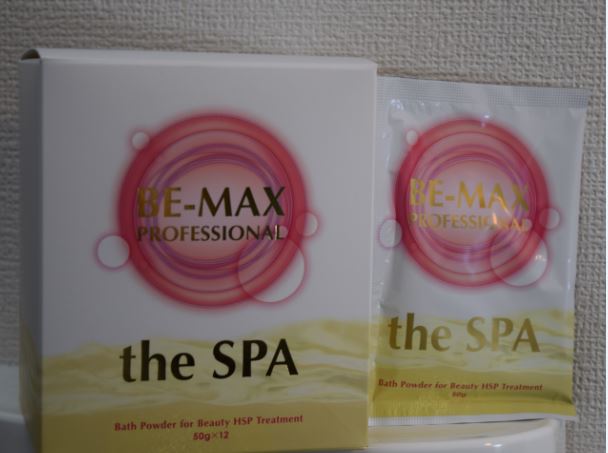 BE-MAX
PROFESSIONAL
the SPA
Bath Powder for Beauty HSP Treatment
50g×12
BE-MAX
PROFESSIONAL
the SPA
Bath Powder for Beauty HSP Treatment
50g